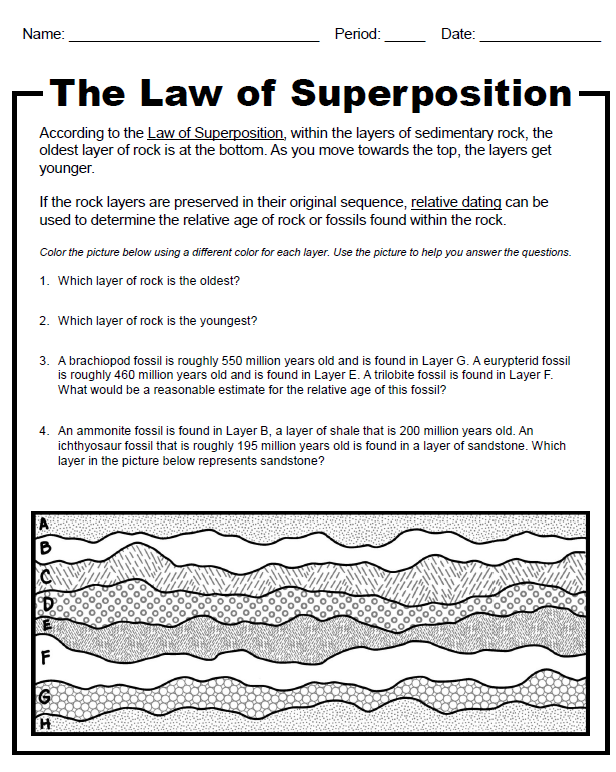 Name: ______________________________ Period: _____ Date: _______________
The Law of Superposition
According to the Law of Superposition, within the layers of sedimentary rock, the
oldest layer of rock is at the bottom. As you move towards the top, the layers get
younger.
If the rock layers are preserved in their original sequence, relative dating can be
used to determine the relative age of rock or fossils found within the rock.
Color the picture below using a different color for each layer. Use the picture to help you answer the questions.
1. Which layer of rock is the oldest?
2. Which layer of rock is the youngest?
3. A brachiopod fossil is roughly 550 million years old and is found in Layer G. A eurypterid fossil
is roughly 460 million years old and is found in Layer E. A trilobite fossil is found in Layer F.
What would be a reasonable estimate for the relative age of this fossil?
4. An ammonite fossil is found in Layer B, a layer of shale that is 200 million years old. An
ichthyosaur fossil that is roughly 195 million years old is found in a layer of sandstone. Which
layer in the picture below represents sandstone?
A
B
C
D
E
F
G
H